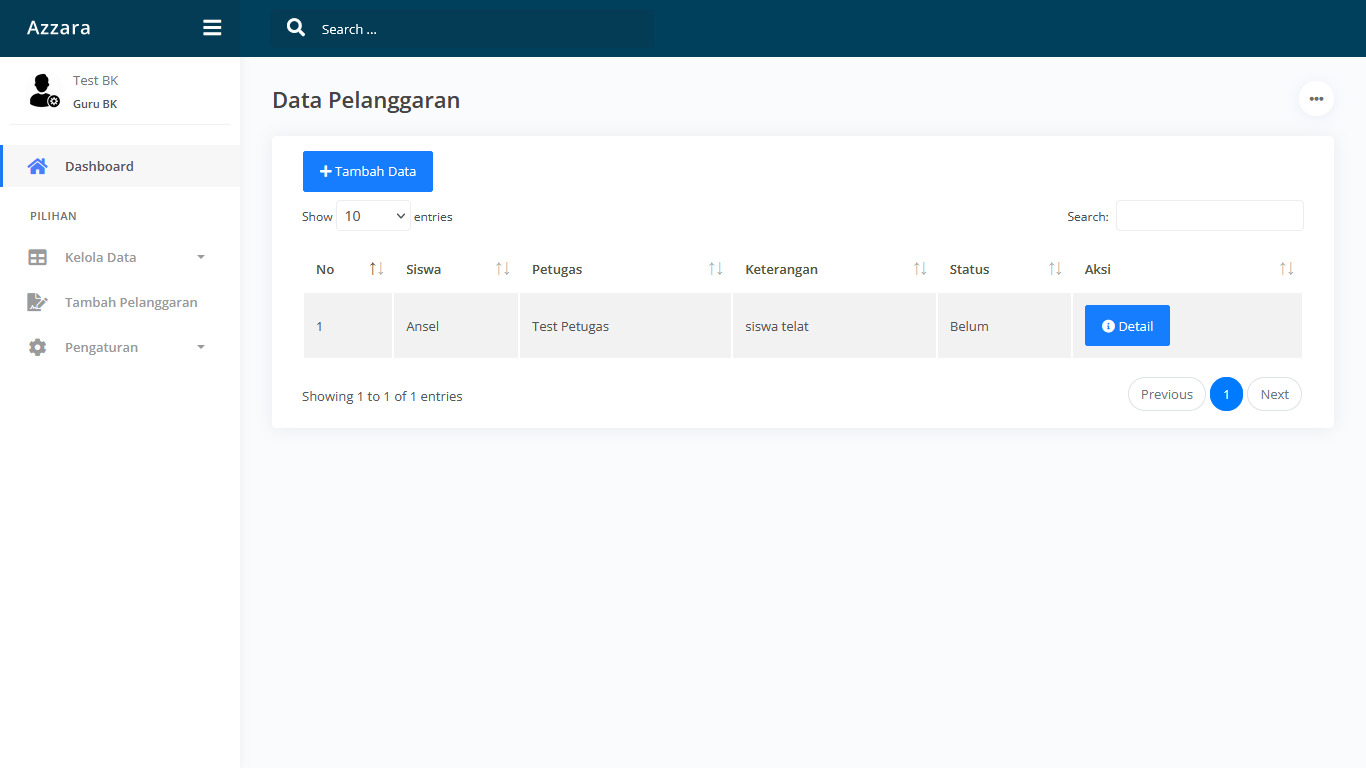 Azzara
Search ...
Test BK
Guru BK
Dashboard
PILIHAN
Kelola Data
Tambah Pelanggaran
Pengaturan
Data Pelanggaran
Tambah Data
Show 10 entries
Search:
No Siswa Petugas Keterangan Status Aksi
1 Ansel Test Petugas siswa telat Belum Detail
Showing 1 to 1 of 1 entries
Previous 1 Next